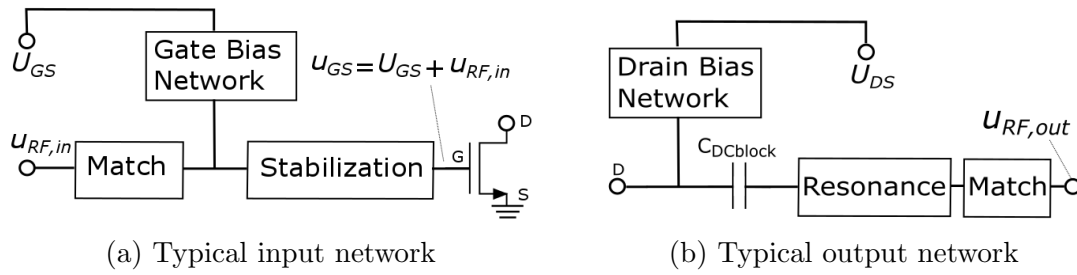 U_GS
Gate Bias
Network
u_GS=U_GS+u_RF,in
u_RF,in
Match
Stabilization
G
D
S
(a) Typical input network
Drain Bias
Network
U_DS
D
C_DCblock
Resonance
Match
u_RF,out
(b) Typical output network